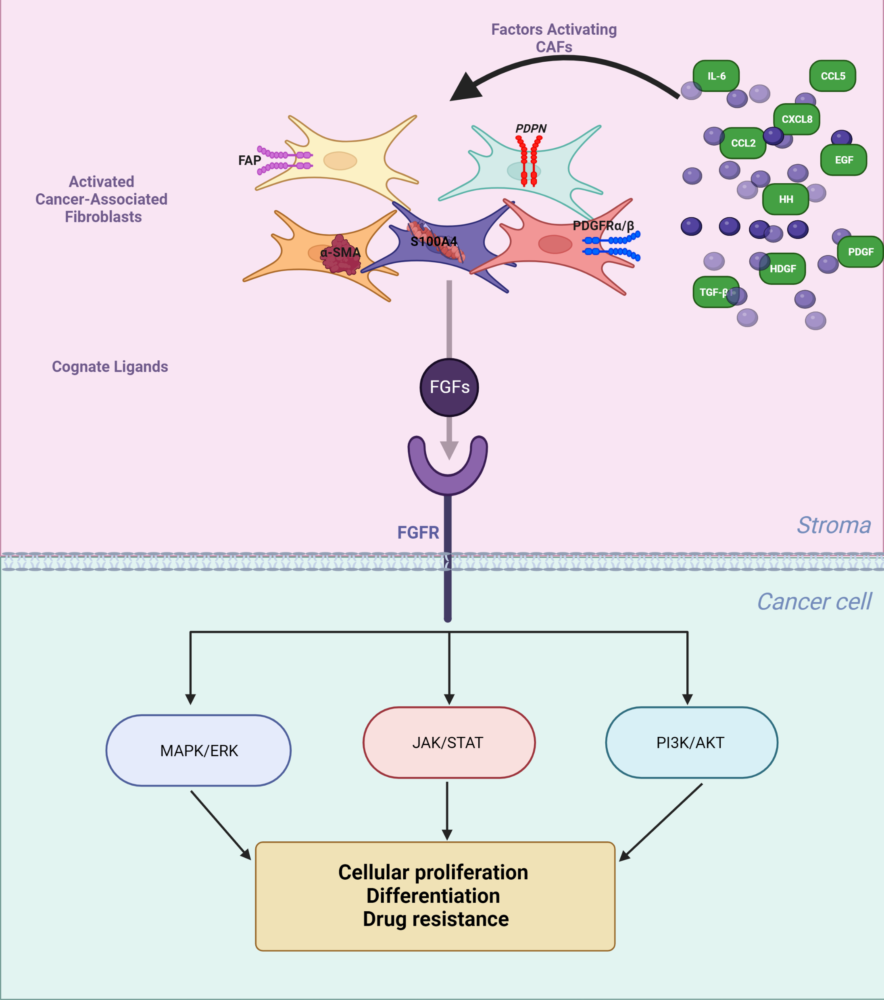 Factors Activating
CAFs
IL-6
CCL5
CXCL8
CCL2
EGF
HH
PDGF
HDGF
TGF-β
PDPN
FAP
Activated
Cancer-Associated
Fibroblasts
PDGFRα/β
S100A4
α-SMA
Cognate Ligands
FGFs
FGFR
Stroma
Cancer cell
MAPK/ERK
JAK/STAT
PI3K/AKT
Cellular proliferation
Differentiation
Drug resistance